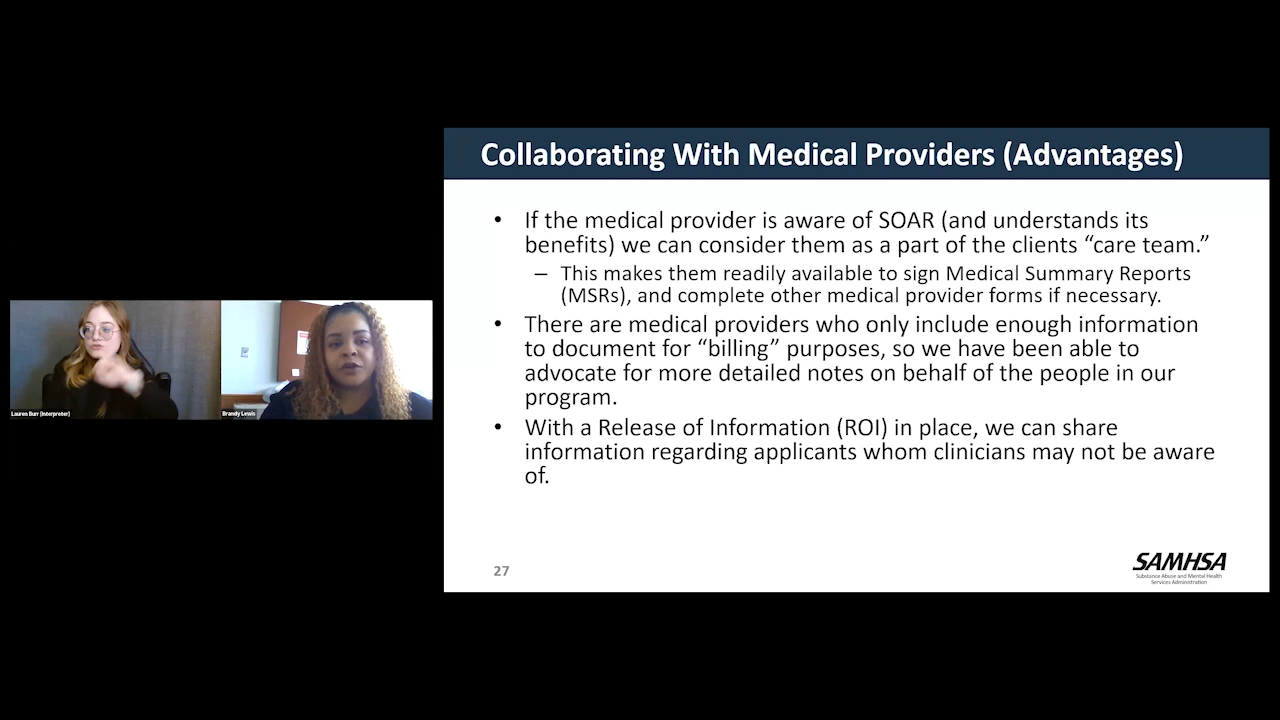 Collaborating With Medical Providers (Advantages)
• If the medical provider is aware of SOAR (and understands its
benefits) we can consider them as a part of the clients “care team.”
– This makes them readily available to sign Medical Summary Reports
(MSRs), and complete other medical provider forms if necessary.
• There are medical providers who only include enough information
to document for “billing” purposes, so we have been able to
advocate for more detailed notes on behalf of the people in our
program.
• With a Release of Information (ROI) in place, we can share
information regarding applicants whom clinicians may not be aware
of.
Lauren Burr (Interpreter)
Brandy Lewis
27
SAMHSA
Substance Abuse and Mental Health
Services Administration